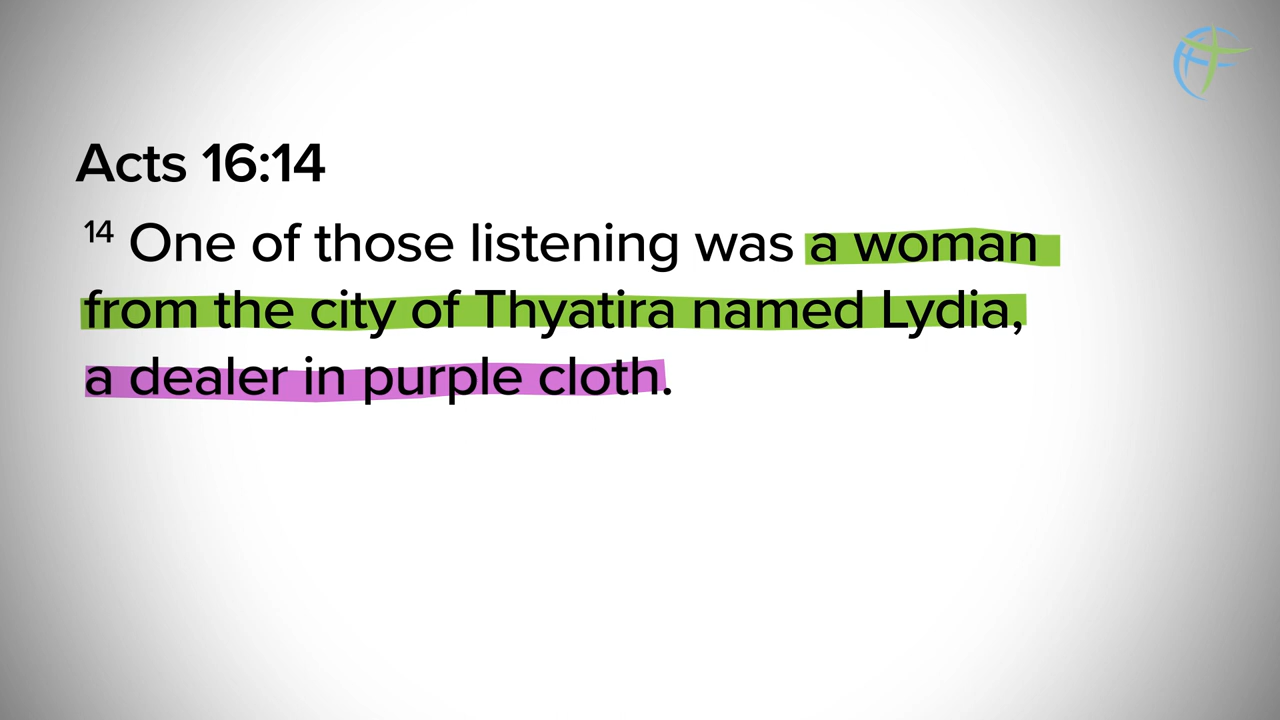 Acts 16:14
14 One of those listening was a woman
from the city of Thyatira named Lydia,
a dealer in purple cloth.